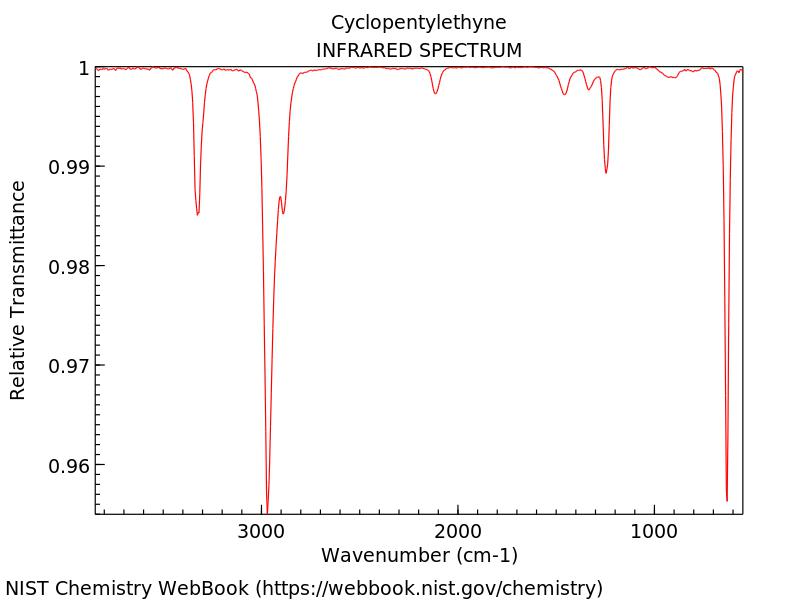 Cyclopentylethyne
INFRARED SPECTRUM
1
0.99
0.98
0.97
0.96
Relative Transmittance
3000 2000 1000
Wavenumber (cm-1)
NIST Chemistry WebBook (https://webbook.nist.gov/chemistry)